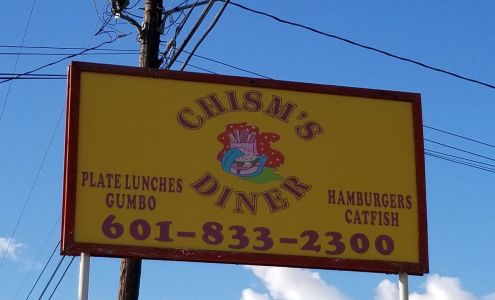 CHISM'S
DINER
PLATE LUNCHES
GUMBO
HAMBURGERS
CATFISH
601-833-2300